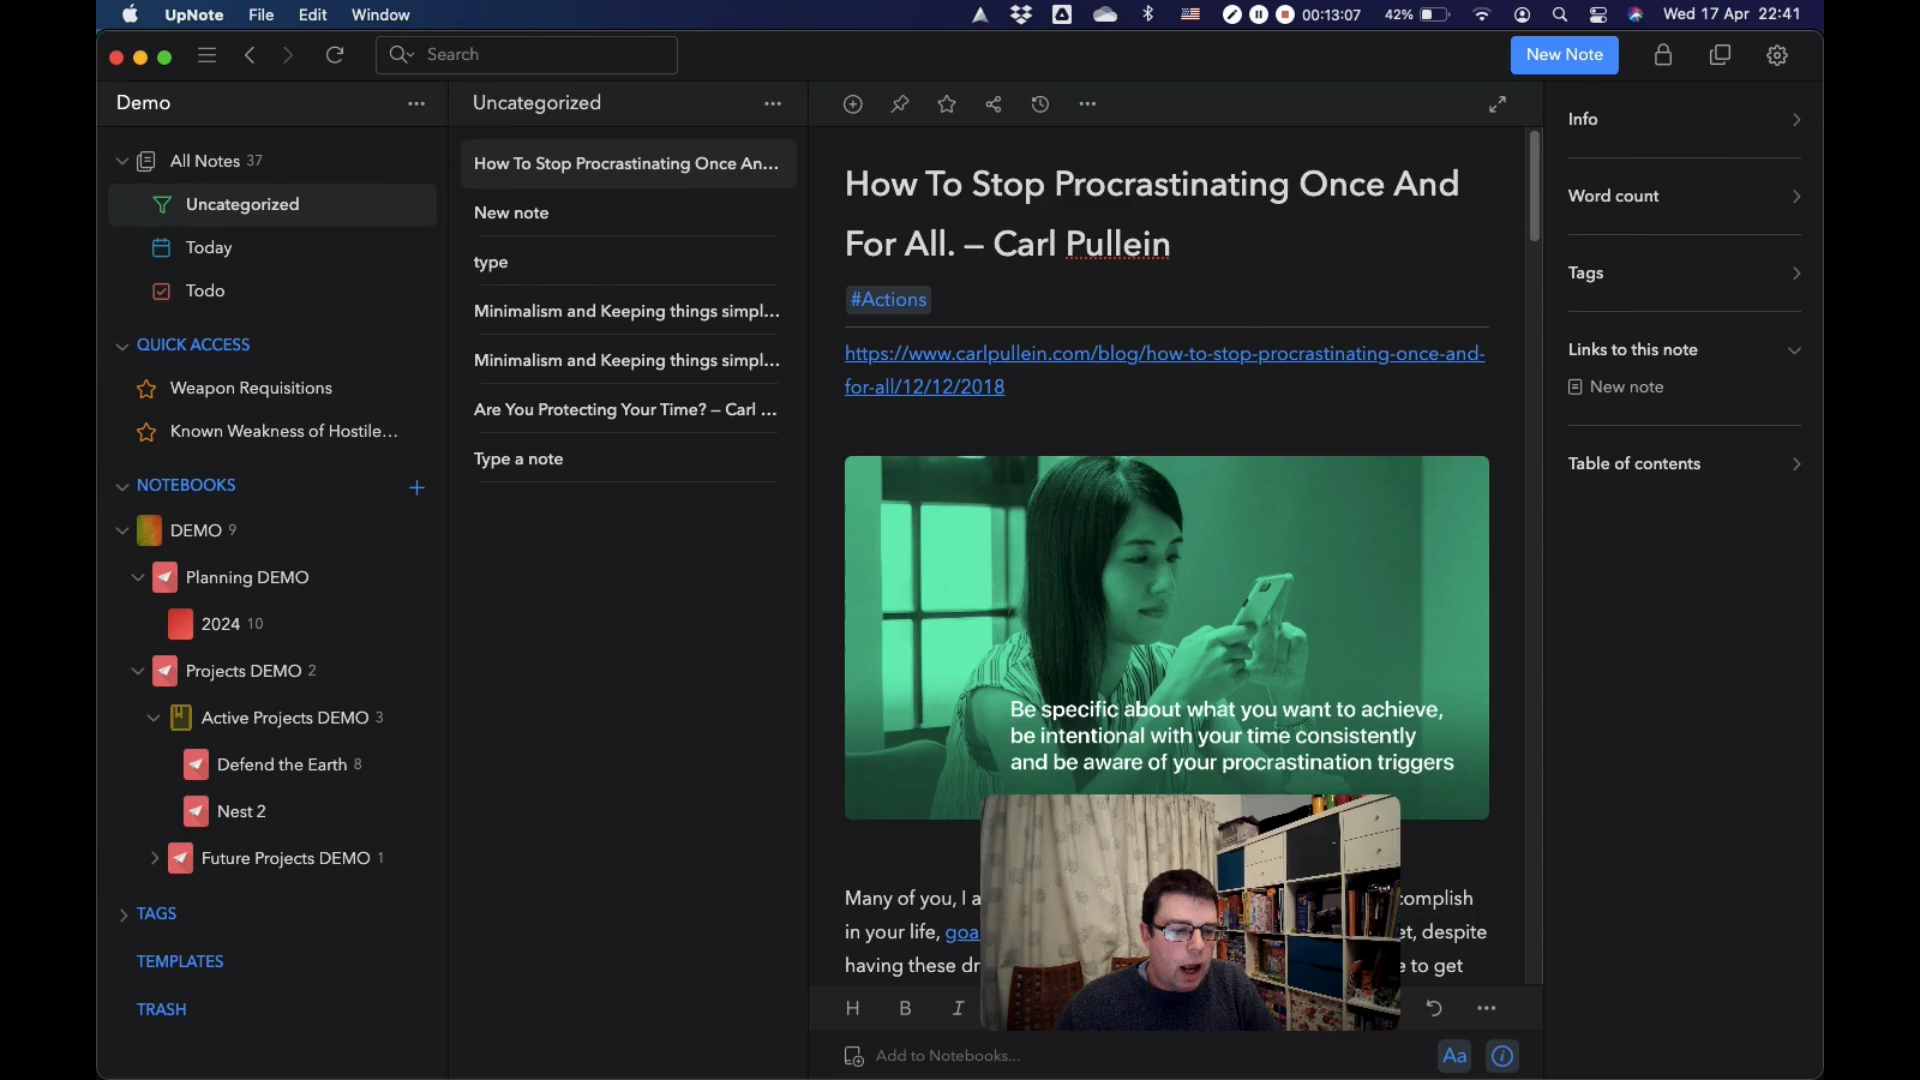 UpNote File Edit Window 00:13:07 42% Wed 17 Apr 22:41
Search
New Note
Demo
All Notes 37
Uncategorized
Today
Todo
QUICK ACCESS
Weapon Requisitions
Known Weakness of Hostile...
NOTEBOOKS
DEMO 9
Planning DEMO
2024 10
Projects DEMO 2
Active Projects DEMO 3
Defend the Earth 8
Nest 2
Future Projects DEMO 1
TAGS
TEMPLATES
TRASH
Uncategorized
How To Stop Procrastinating Once An...
New note
type
Minimalism and Keeping things simpl...
Minimalism and Keeping things simpl...
Are You Protecting Your Time? – Carl ...
Type a note
How To Stop Procrastinating Once And
For All. – Carl Pullein
#Actions
https://www.carlpullein.com/blog/how-to-stop-procrastinating-once-and-
for-all/12/12/2018
Be specific about what you want to achieve,
be intentional with your time consistently
and be aware of your procrastination triggers
Many of you, I a
in your life, goa et, despite
having these dr e to get
H B I
Add to Notebooks...
Aa
Info
Word count
Tags
Links to this note
New note
Table of contents